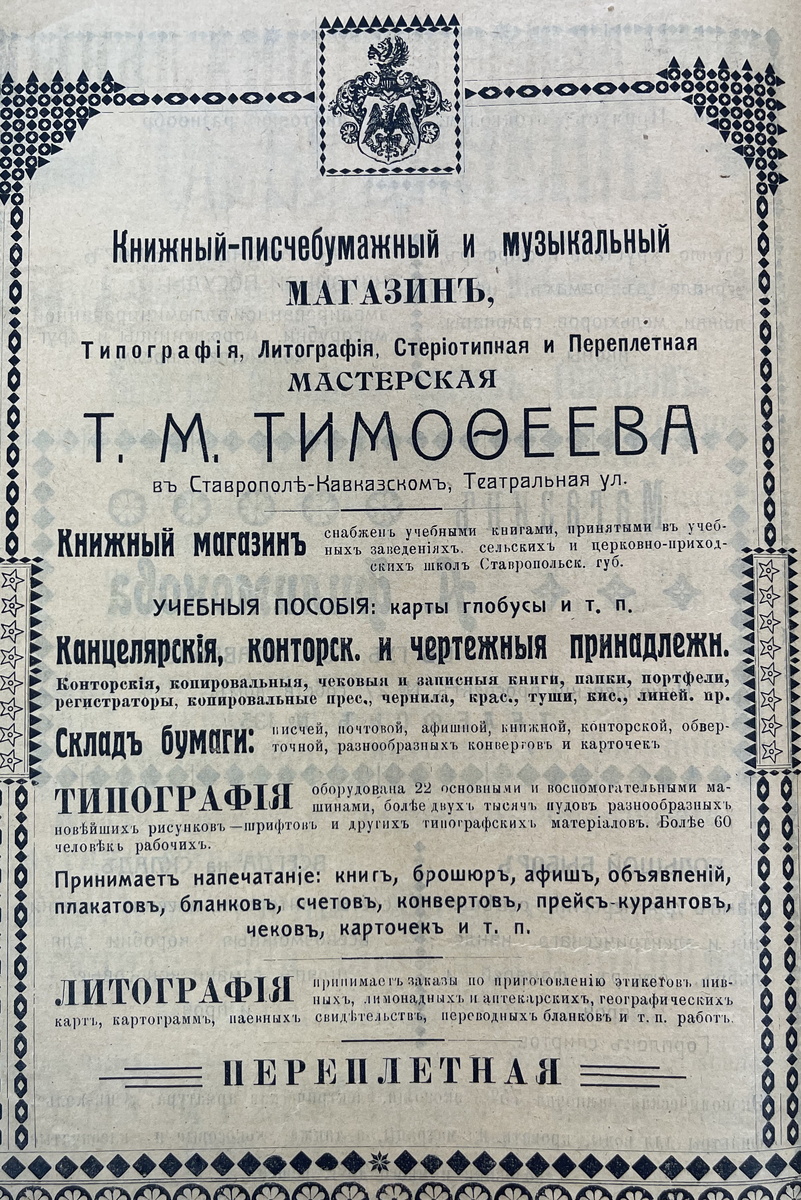 Книжный-писчебумажный и музыкальный
МАГАЗИНЪ,
Типографія, Литографія, Стеріотипная и Переплетная
МАСТЕРСКАЯ
Т. М. ТИМОѲЕЕВА
въ Ставрополѣ-Кавказскомъ, Театральная ул.
Книжный магазинъ снабженъ учебными книгами, принятыми въ учеб-
ныхъ заведеніяхъ. сельскихъ и церковно-приход-
скихъ школъ Ставропольск. губ.
УЧЕБНЫЯ ПОСОБІЯ: карты глобусы и т. п.
Канцелярскія, конторск. и чертежныя принадлежн.
Конторскія, копировальныя, чековыя и записныя книги, папки, портфели,
регистраторы, копировальные прес., чернила, крас., туши, кис., линей. пр.
Складъ бумаги: писчей, почтовой, афишной, книжной, конторской, обвер-
точной, разнообразныхъ конвертовъ и карточекъ
ТИПОГРАФІЯ оборудована 22 основными и воспомогательными ма-
шинами, болѣе двухъ тысячъ пудовъ разнообразныхъ
новѣйшихъ рисунковъ—шрифтовъ и другихъ типографскихъ матеріаловъ. Болѣе 60
человѣкъ рабочихъ.
Принимаетъ напечатаніе: книгъ, брошюръ, афишъ, объявленій,
плакатовъ, бланковъ, счетовъ, конвертовъ, прейсъ-курантовъ,
чековъ, карточекъ и т. п.
ЛИТОГРАФІЯ принимаетъ заказы по приготовленію этикетовъ пив-
ныхъ, лимонадныхъ и аптекарскихъ, географическихъ
картъ, картограммъ, паевныхъ свидѣтельствъ, переводныхъ бланковъ и т. п. работъ.
ПЕРЕПЛЕТНАЯ